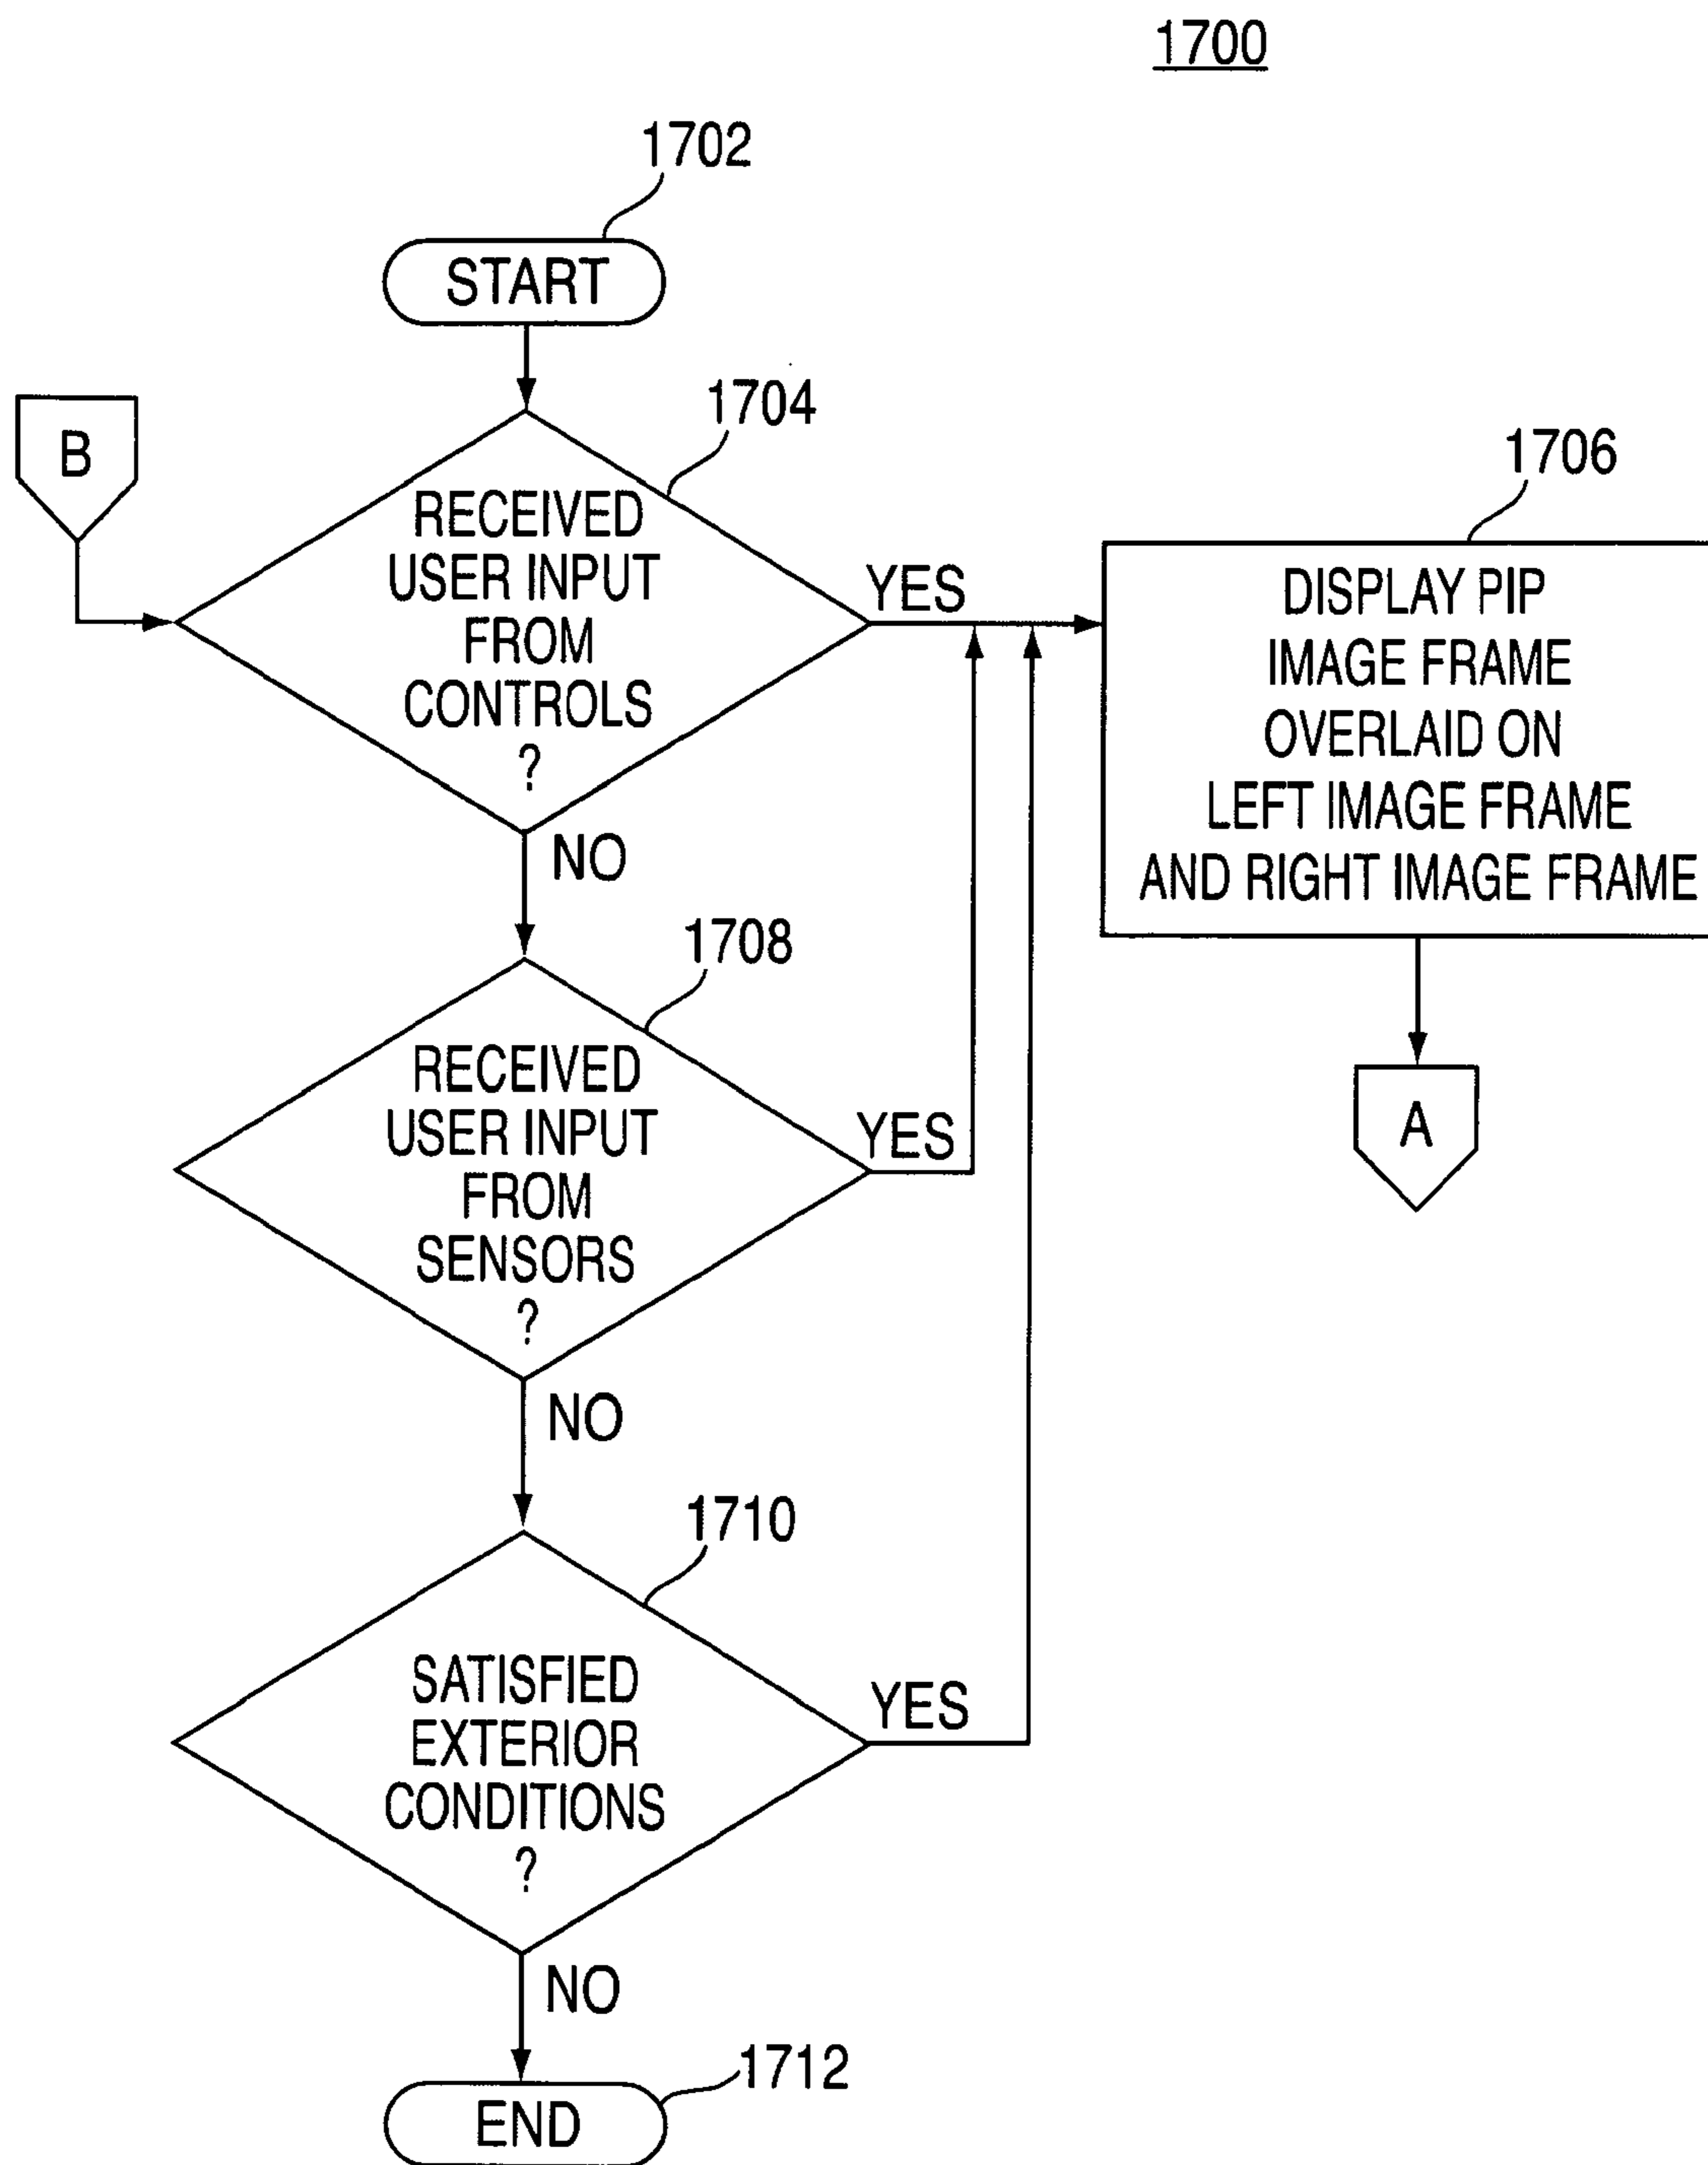 1700
1702
START
1704
B
RECEIVED
USER INPUT
FROM
CONTROLS
?
YES
1706
DISPLAY PIP
IMAGE FRAME
OVERLAID ON
LEFT IMAGE FRAME
AND RIGHT IMAGE FRAME
A
NO
1708
RECEIVED
USER INPUT
FROM
SENSORS
?
YES
NO
1710
SATISFIED
EXTERIOR
CONDITIONS
?
YES
NO
1712
END